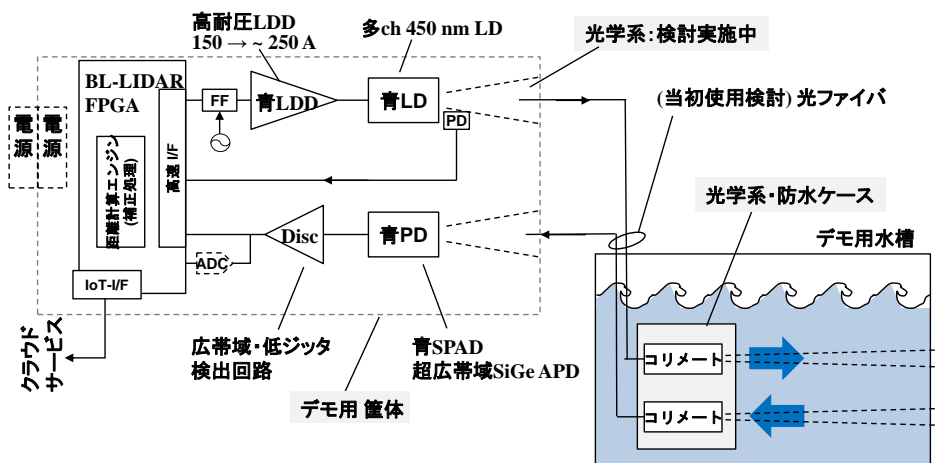 高耐圧LDD
150 → ~ 250 A
多ch 450 nm LD
光学系:検討実施中
BL-LIDAR
FPGA
FF
青LDD
青LD
PD
(当初使用検討) 光ファイバ
電源
電源
高速 I/F
距離計算エンジン
(補正処理)
光学系・防水ケース
Disc
青PD
デモ用水槽
ADC
IoT-I/F
クラウド
サービス
広帯域・低ジッタ
検出回路
青SPAD
超広帯域SiGe APD
デモ用 筐体
コリメート
コリメート